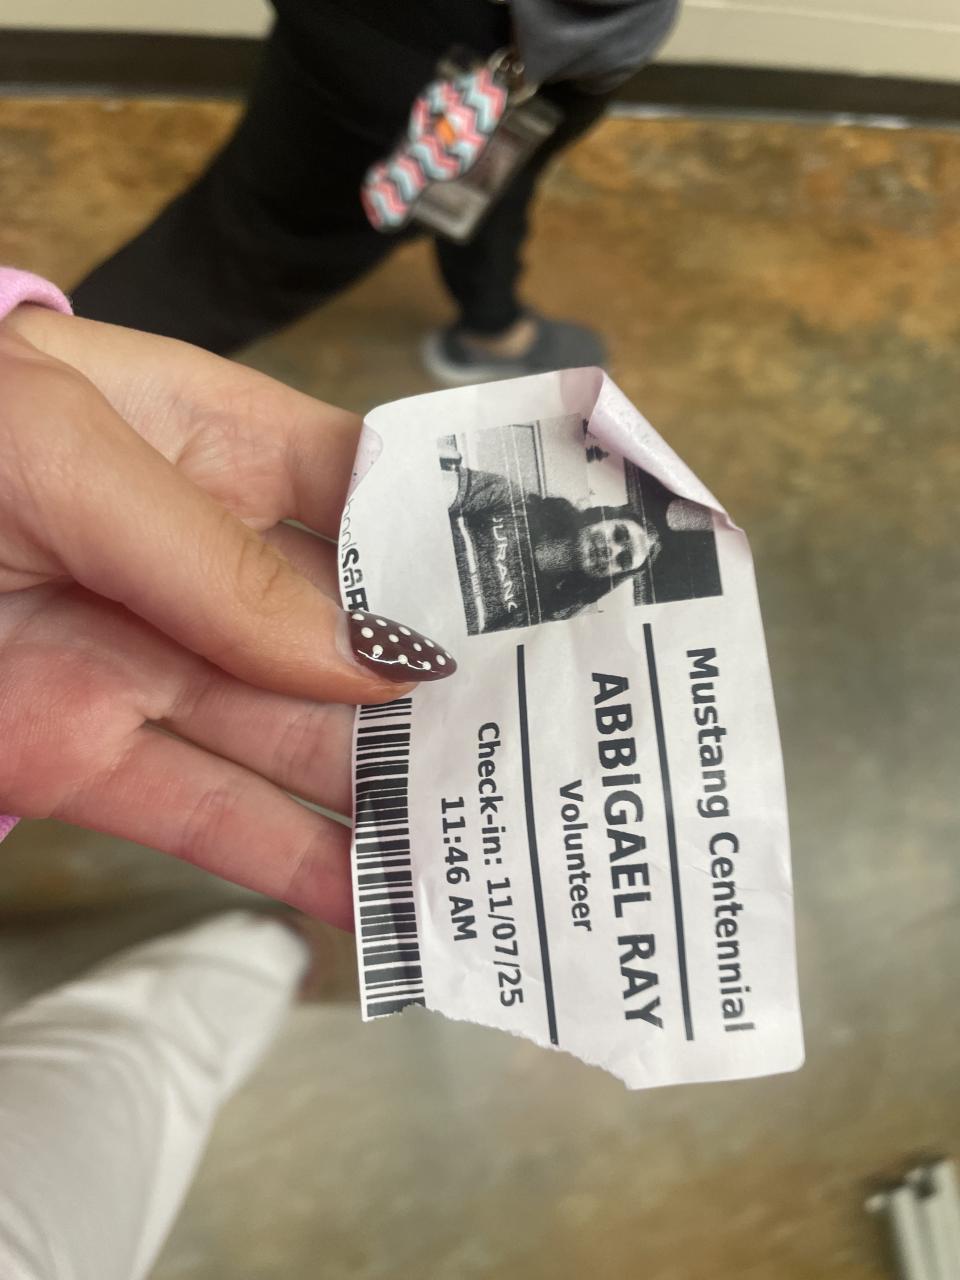 Mustang Centennial
ABBiGAEL RAY
Volunteer
Check-in: 11/07/25
11:46 AM